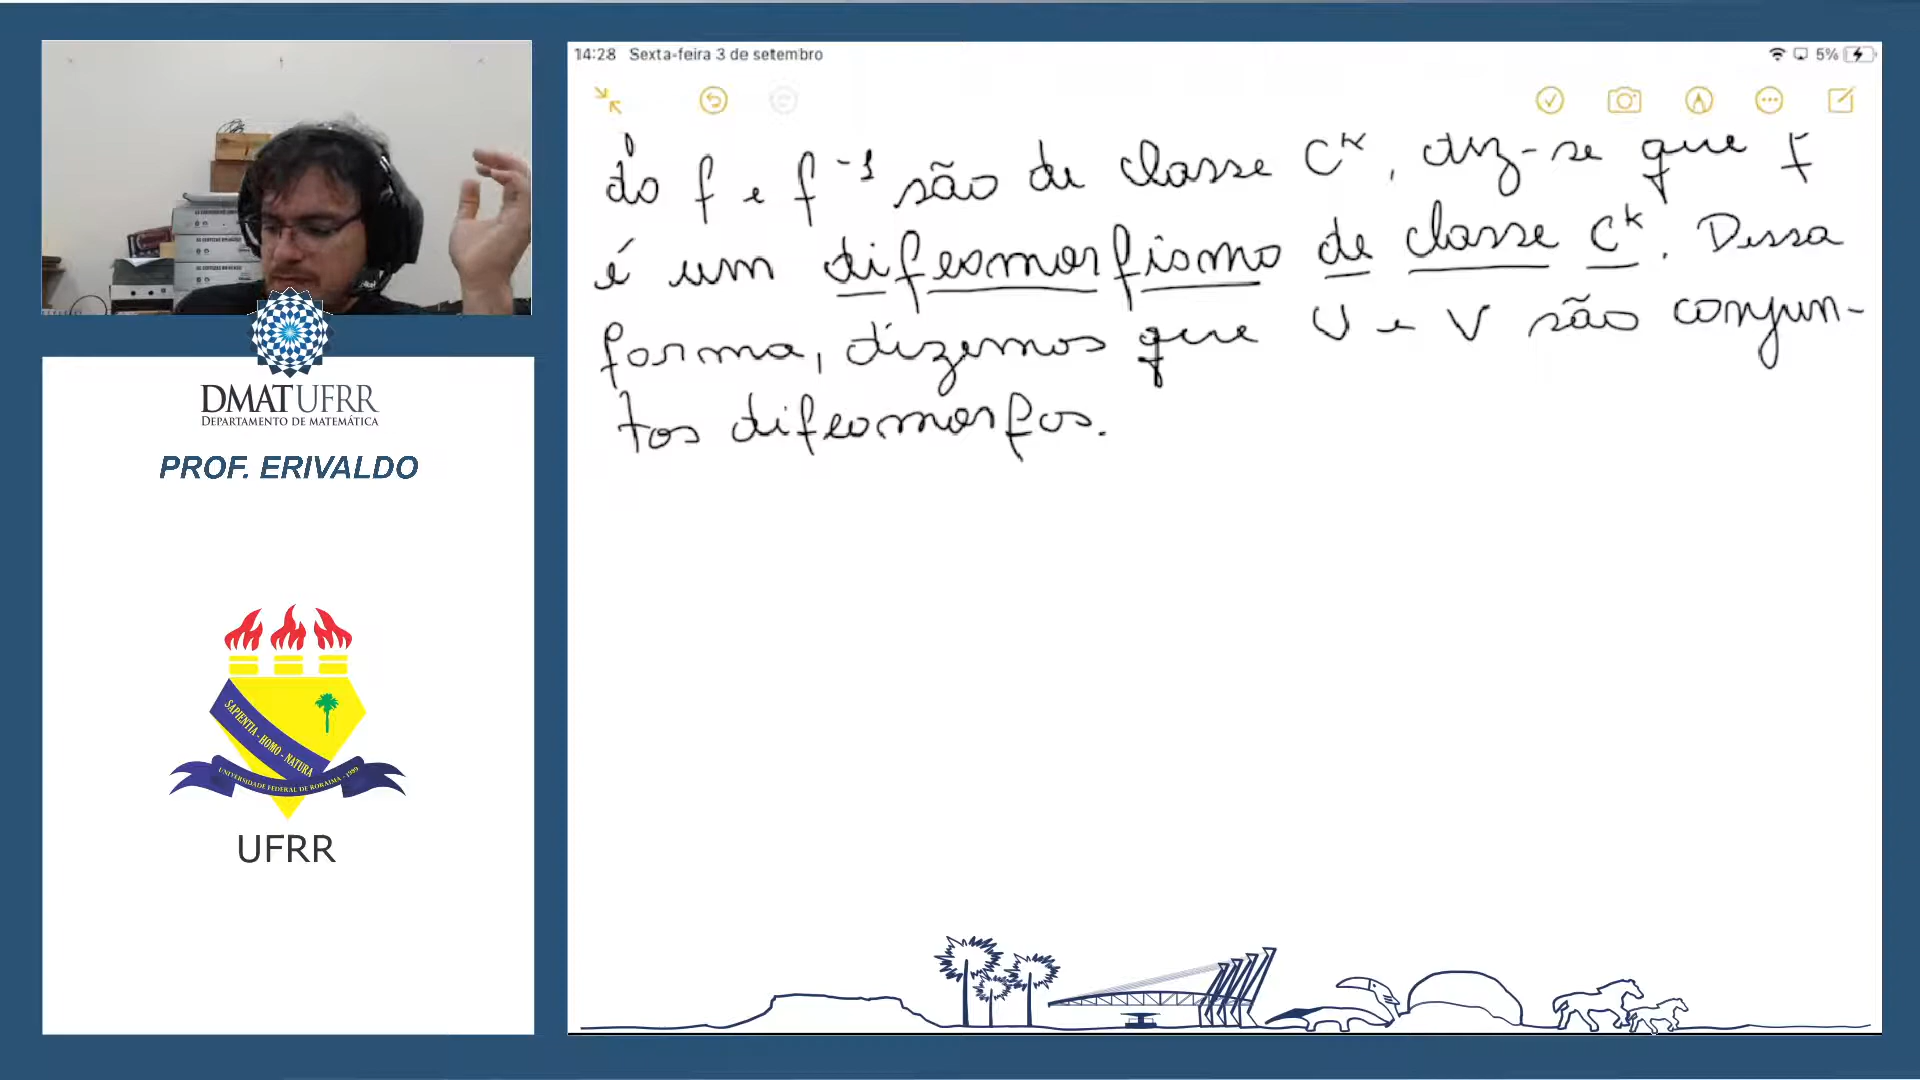 14:28 Sexta-feira 3 de setembro
5%
do f e f⁻¹ são de classe Cᵏ, diz-se que f
é um difeomorfismo de classe Cᵏ. Dessa
forma, dizemos que U e V são conjun-
tos difeomorfos.
DMATUFRR
DEPARTAMENTO DE MATEMÁTICA
PROF. ERIVALDO
SAPIENTIA - HOMO - NATURA
UNIVERSIDADE FEDERAL DE RORAIMA - 1989
UFRR